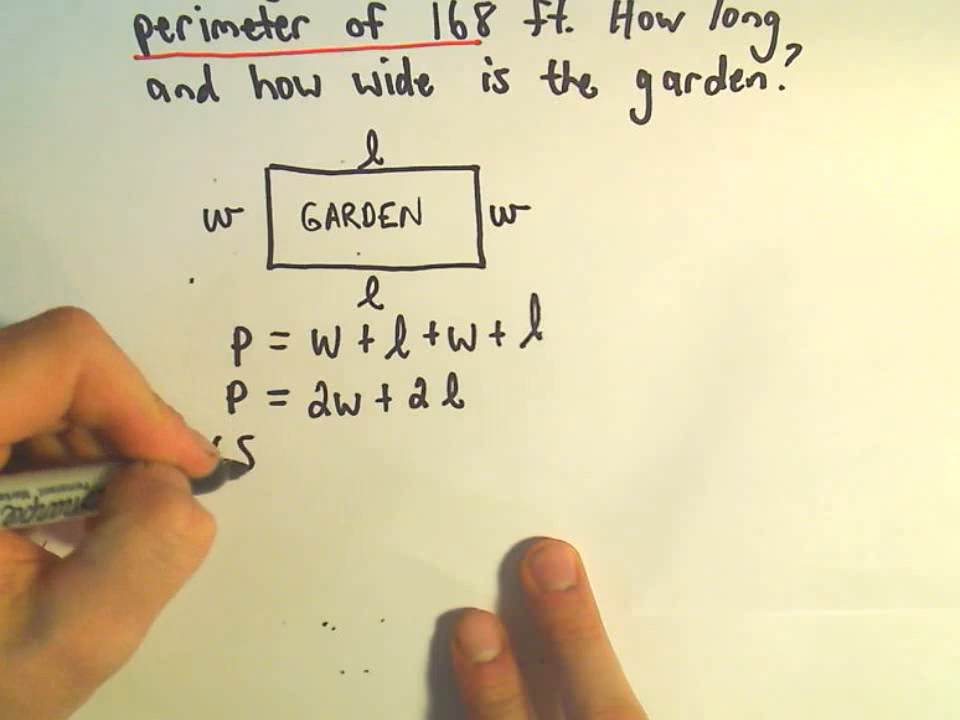 perimeter of 168 ft. How long
and how wide is the garden?
l
w GARDEN w
l
P = w + l + w + l
P = 2w + 2l